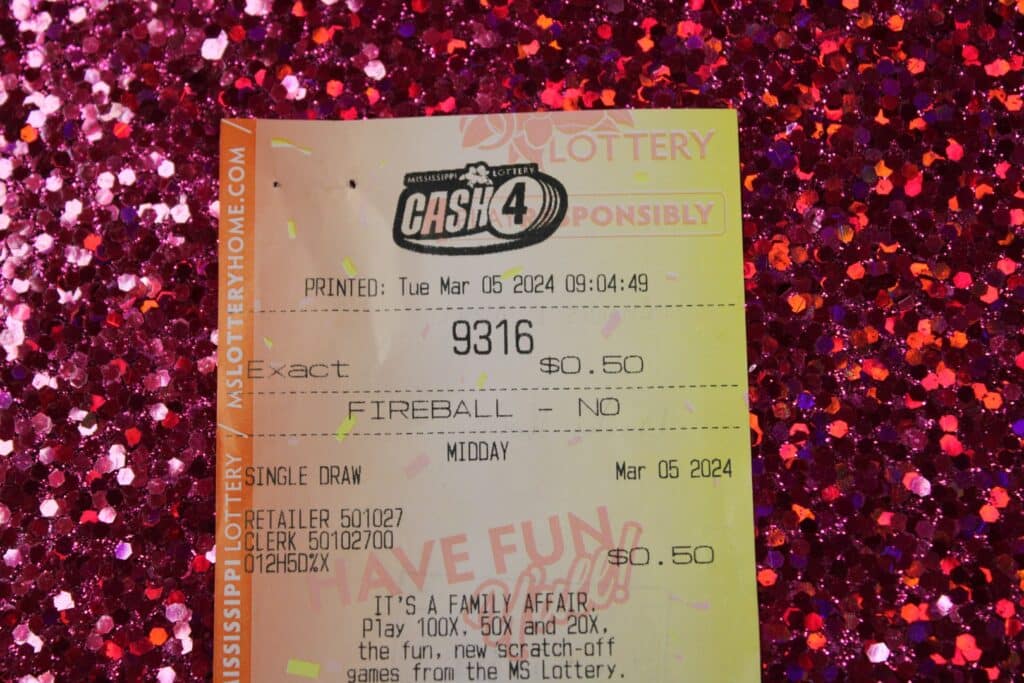 LOTTERY
MISSISSIPPI LOTTERY
CASH 4
RESPONSIBLY
PRINTED: Tue Mar 05 2024 09:04:49
9316
Exact $0.50
FIREBALL - NO
MIDDAY
SINGLE DRAW Mar 05 2024
RETAILER 501027
CLERK 50102700
012H5D%X
$0.50
HAVE FUN
Y'all!
IT'S A FAMILY AFFAIR.
Play 100X, 50X and 20X,
the fun, new scratch-off
games from the MS Lottery.
MISSISSIPPI LOTTERY / MSLOTTERYHOME.COM